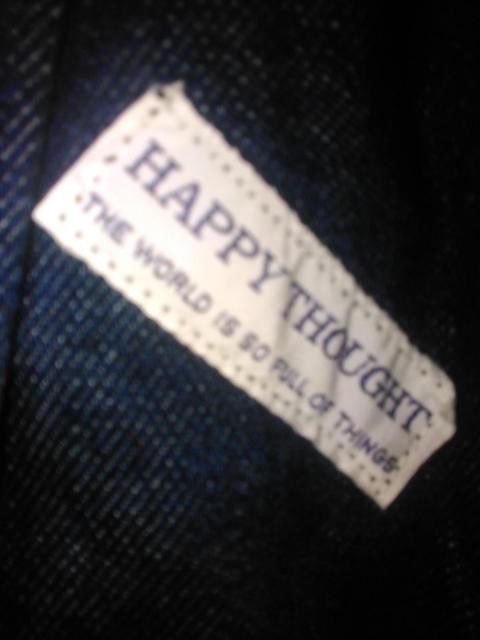 HAPPY THOUGHT
THE WORLD IS SO FULL OF THINGS